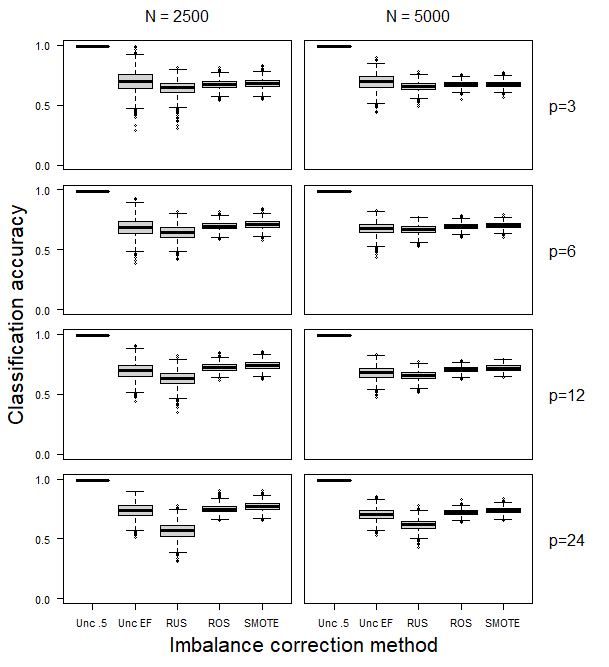 N = 2500 N = 5000
1.0
0.5
0.0
p=3
1.0
0.5
0.0
p=6
1.0
0.5
0.0
p=12
1.0
0.5
0.0
p=24
Classification accuracy
Unc .5 Unc EF RUS ROS SMOTE Unc .5 Unc EF RUS ROS SMOTE
Imbalance correction method